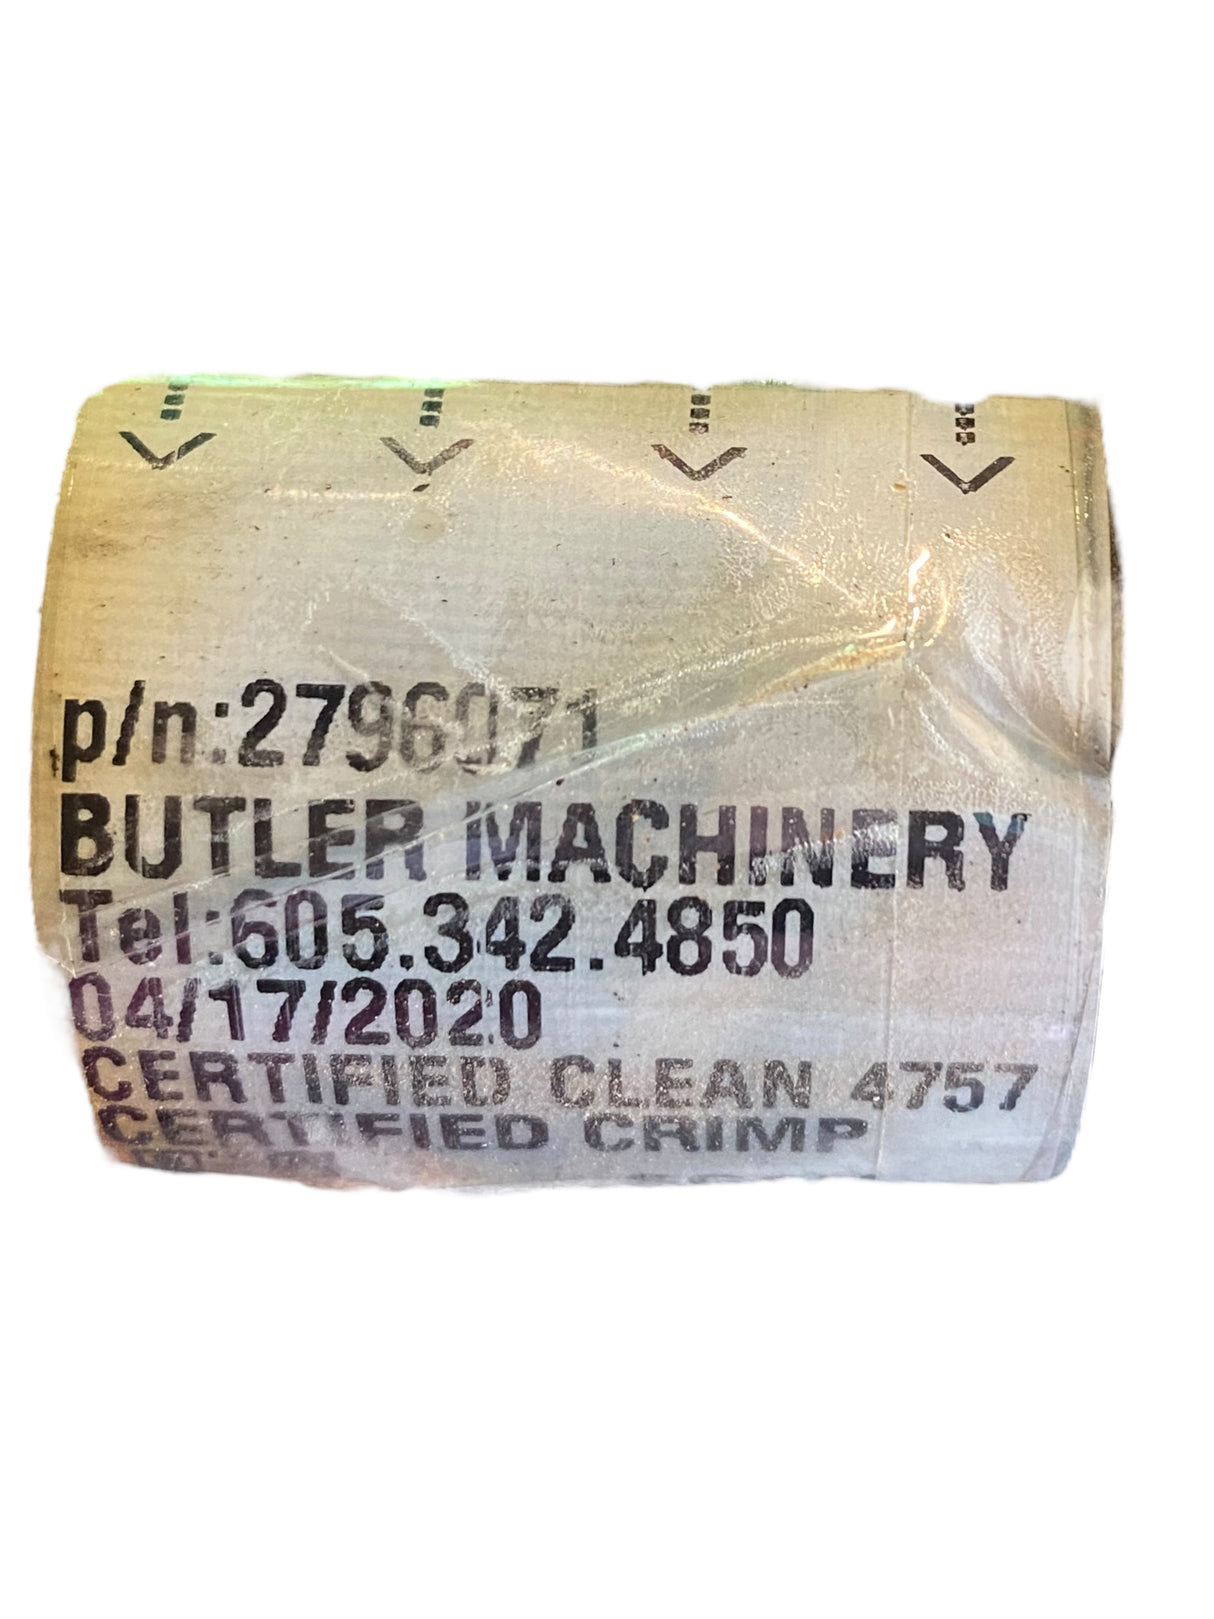 p/n:2796071
BUTLER MACHINERY
Tel:605.342.4850
04/17/2020
CERTIFIED CLEAN 4757
CERTIFIED CRIMP